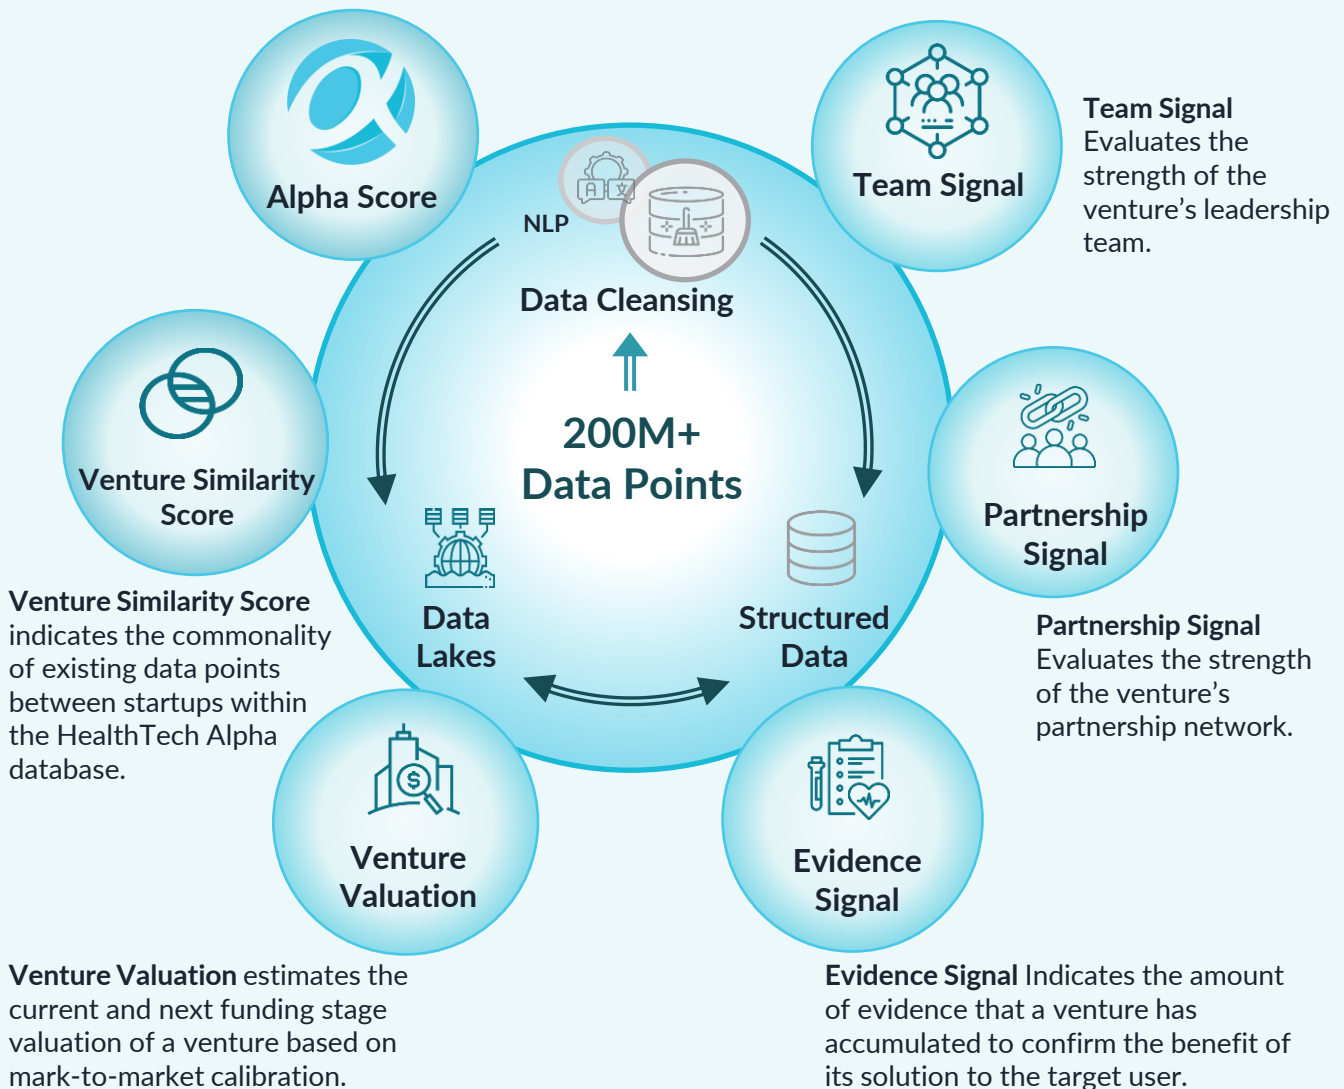 Alpha Score
Team Signal
Team Signal
Evaluates the
strength of the
venture’s leadership
team.
A 文
NLP
Data Cleansing
200M+
Data Points
Venture Similarity
Score
Partnership
Signal
Data
Lakes
Structured
Data
Venture Similarity Score
indicates the commonality
of existing data points
between startups within
the HealthTech Alpha
database.
Partnership Signal
Evaluates the strength
of the venture’s
partnership network.
$
Venture
Valuation
Evidence
Signal
Venture Valuation estimates the
current and next funding stage
valuation of a venture based on
mark-to-market calibration.
Evidence Signal Indicates the amount
of evidence that a venture has
accumulated to confirm the benefit of
its solution to the target user.